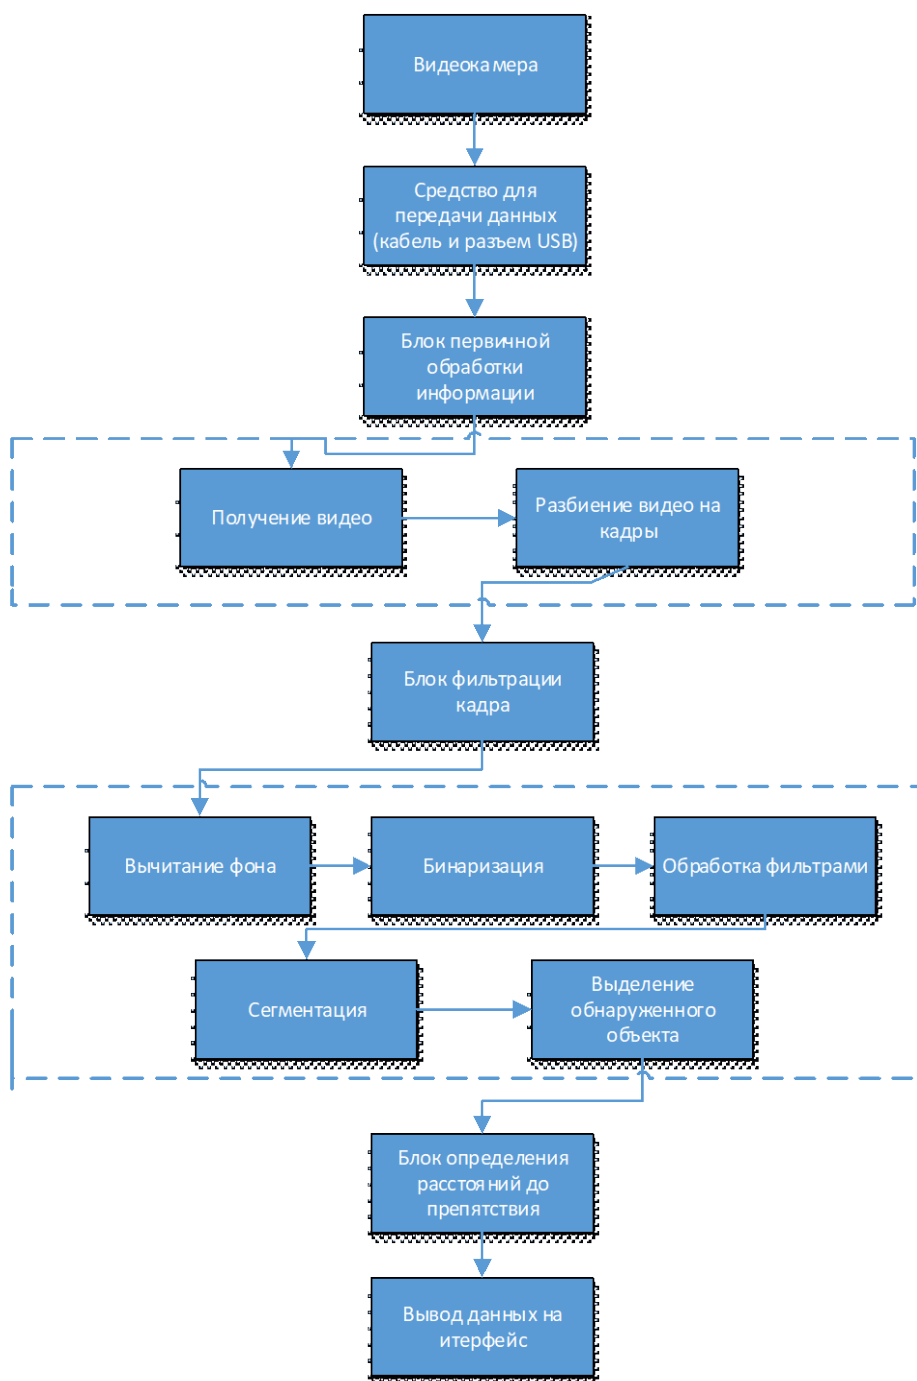 Видеокамера
Средство для
передачи данных
(кабель и разъем USB)
Блок первичной
обработки
информации
Получение видео
Разбиение видео на
кадры
Блок фильтрации
кадра
Вычитание фона
Бинаризация
Обработка фильтрами
Сегментация
Выделение
обнаруженного
объекта
Блок определения
расстояний до
препятствия
Вывод данных на
итерфейс